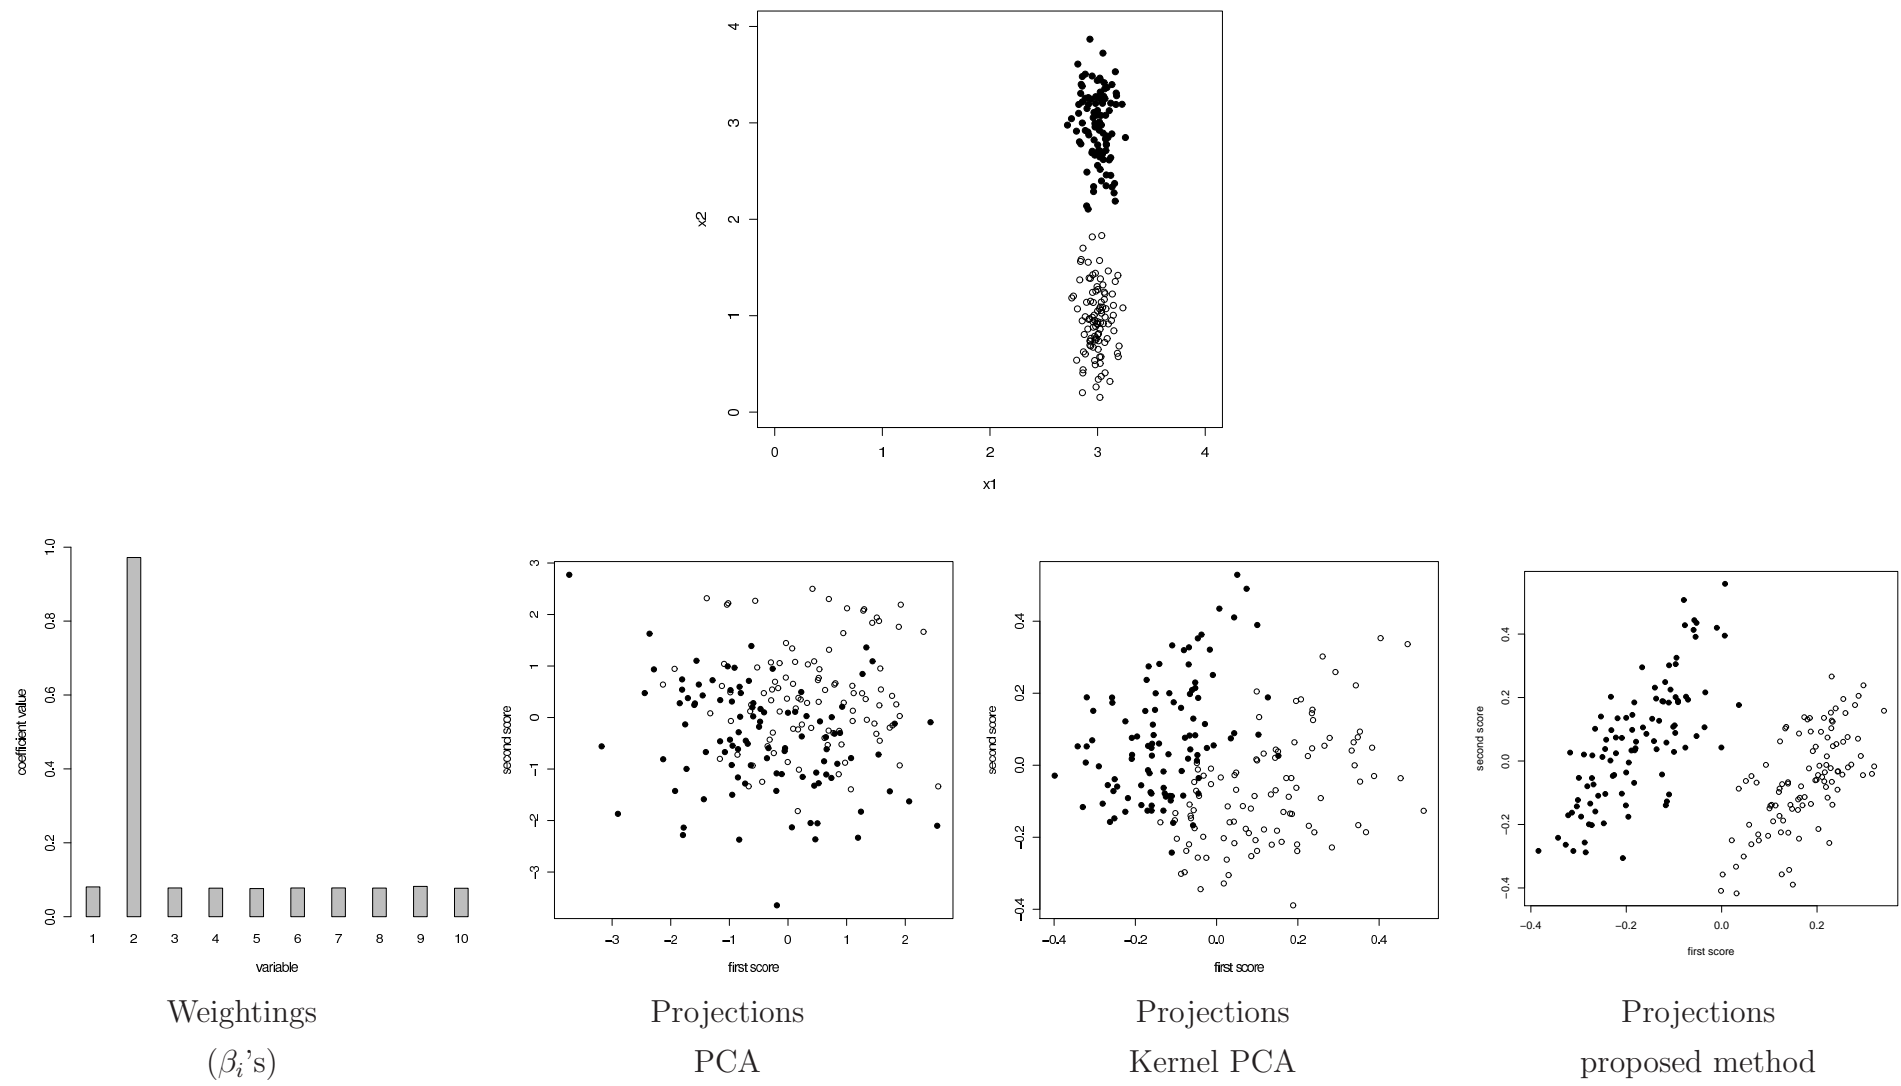 4
3
2
1
0
x2
0 1 2 3 4
x1
1.0
0.8
0.6
0.4
0.2
0.0
coefficient value
1 2 3 4 5 6 7 8 9 10
variable
3
2
1
0
−1
−2
−3
second score
−3 −2 −1 0 1 2
first score
0.4
0.2
0.0
−0.2
−0.4
second score
−0.4 −0.2 0.0 0.2 0.4
first score
0.4
0.2
0.0
−0.2
−0.4
second score
−0.4 −0.2 0.0 0.2
first score
Weightings
(βᵢ's)
Projections
PCA
Projections
Kernel PCA
Projections
proposed method